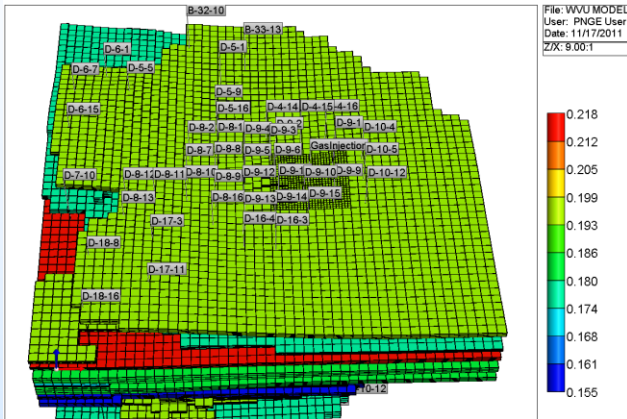 File: WVU MODEL
User: PNGE User
Date: 11/17/2011
Z/X: 9.00:1
B-32-10
B-33-13
D-6-1
D-5-1
D-6-7
D-5-5
D-5-9
D-6-15
D-5-16
D-4-14
D-4-15
4-16
D-8-2
D-8-1
D-9-4
D-9-3
D-9-1
D-10-4
D-8-7
D-8-8
D-9-5
D-9-6
GasInjection
D-10-5
D-7-10
D-8-12
D-8-11
D-8-10
D-8-9
D-9-12
D-9-1
D-9-10
D-9-9
D-10-12
D-8-13
D-8-16
D-9-13
D-9-14
D-9-15
D-17-3
D-16-4
D-16-3
D-18-8
D-17-11
D-18-16
10-12
0.218
0.212
0.205
0.199
0.193
0.186
0.180
0.174
0.168
0.161
0.155